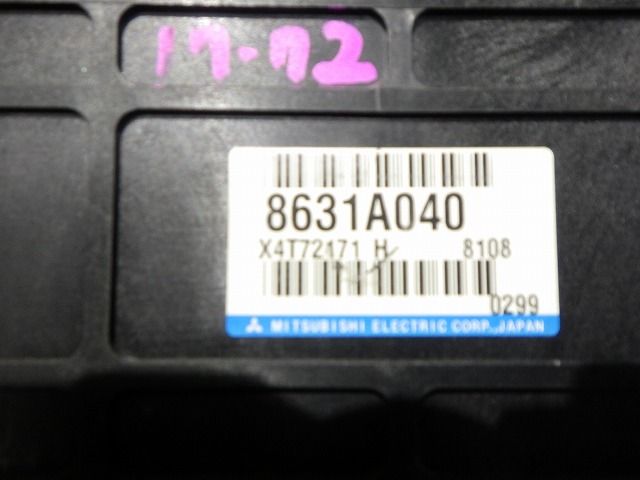 17-72
8631A040
X4T72171 H 8108
0299
MITSUBISHI ELECTRIC CORP. JAPAN